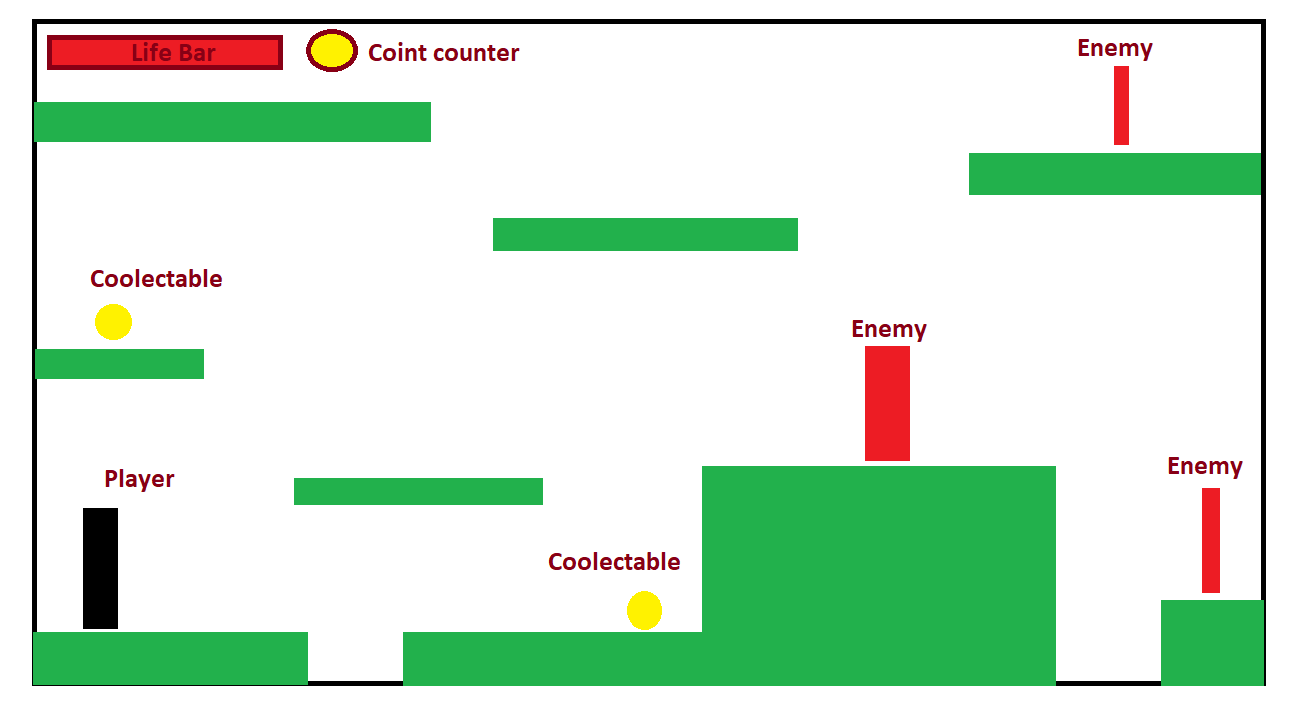 Life Bar
Coint counter
Enemy
Coolectable
Enemy
Player
Enemy
Coolectable